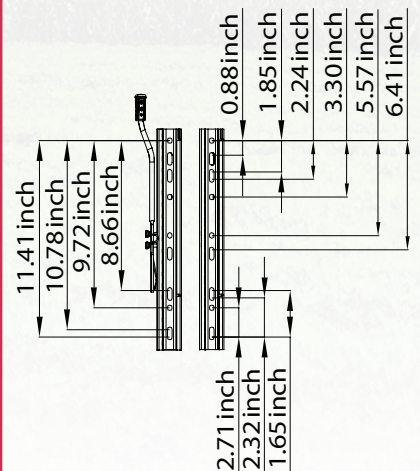 0.88 inch
1.85 inch
2.24 inch
3.30 inch
5.57 inch
6.41 inch
11.41 inch
10.78 inch
9.72 inch
8.66 inch
2.71 inch
2.32 inch
1.65 inch